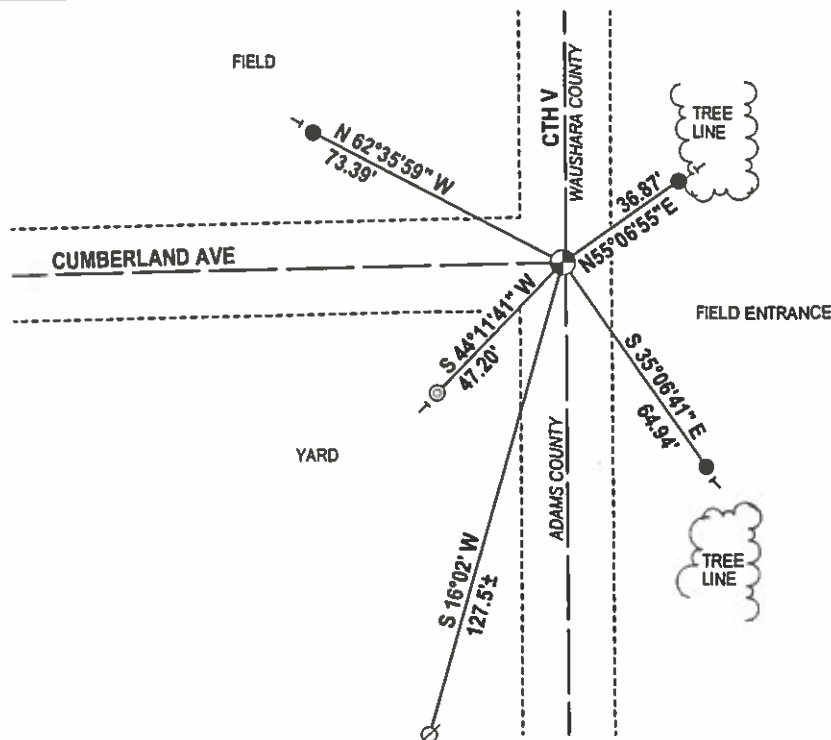 FIELD
N 62°35'59" W
73.39'
CTH V
WAUSHARA COUNTY
TREE
LINE
36.87'
N55°06'55"E
CUMBERLAND AVE
S 44°11'41" W
47.20'
FIELD ENTRANCE
S 35°06'41" E
64.94'
YARD
ADAMS COUNTY
S 16°02' W
127.5'±
TREE
LINE